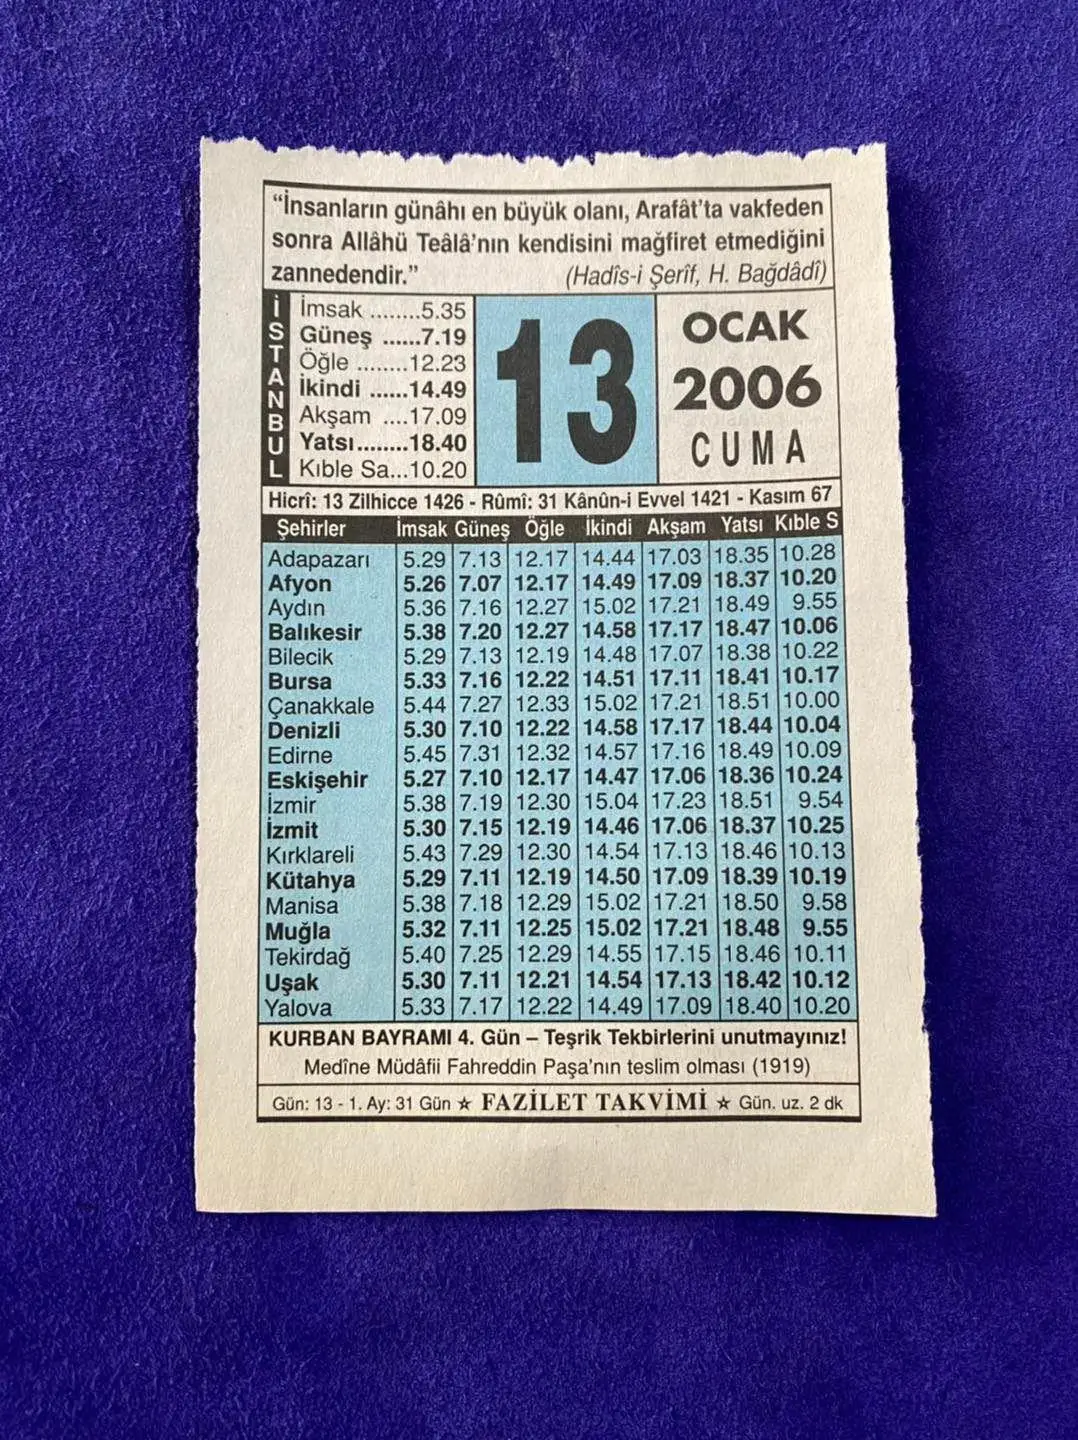 “İnsanların günâhı en büyük olanı, Arafât’ta vakfeden
sonra Allâhü Teâlâ’nın kendisini mağfiret etmediğini
zannedendir.” (Hadîs-i Şerîf, H. Bağdâdî)
İSTANBUL
İmsak ........5.35
Güneş ......7.19
Öğle ........12.23
İkindi ......14.49
Akşam ....17.09
Yatsı........18.40
Kıble Sa...10.20
13
OCAK
2006
CUMA
Hicrî: 13 Zilhicce 1426 - Rûmî: 31 Kânûn-i Evvel 1421 - Kasım 67
Şehirler İmsak Güneş Öğle İkindi Akşam Yatsı Kıble S
Adapazarı 5.29 7.13 12.17 14.44 17.03 18.35 10.28
Afyon 5.26 7.07 12.17 14.49 17.09 18.37 10.20
Aydın 5.36 7.16 12.27 15.02 17.21 18.49 9.55
Balıkesir 5.38 7.20 12.27 14.58 17.17 18.47 10.06
Bilecik 5.29 7.13 12.19 14.48 17.07 18.38 10.22
Bursa 5.33 7.16 12.22 14.51 17.11 18.41 10.17
Çanakkale 5.44 7.27 12.33 15.02 17.21 18.51 10.00
Denizli 5.30 7.10 12.22 14.58 17.17 18.44 10.04
Edirne 5.45 7.31 12.32 14.57 17.16 18.49 10.09
Eskişehir 5.27 7.10 12.17 14.47 17.06 18.36 10.24
İzmir 5.38 7.19 12.30 15.04 17.23 18.51 9.54
İzmit 5.30 7.15 12.19 14.46 17.06 18.37 10.25
Kırklareli 5.43 7.29 12.30 14.54 17.13 18.46 10.13
Kütahya 5.29 7.11 12.19 14.50 17.09 18.39 10.19
Manisa 5.38 7.18 12.29 15.02 17.21 18.50 9.58
Muğla 5.32 7.11 12.25 15.02 17.21 18.48 9.55
Tekirdağ 5.40 7.25 12.29 14.55 17.15 18.46 10.11
Uşak 5.30 7.11 12.21 14.54 17.13 18.42 10.12
Yalova 5.33 7.17 12.22 14.49 17.09 18.40 10.20
KURBAN BAYRAMI 4. Gün – Teşrik Tekbirlerini unutmayınız!
Medîne Müdâfii Fahreddin Paşa’nın teslim olması (1919)
Gün: 13 - 1. Ay: 31 Gün ☆ FAZİLET TAKVİMİ ☆ Gün. uz. 2 dk